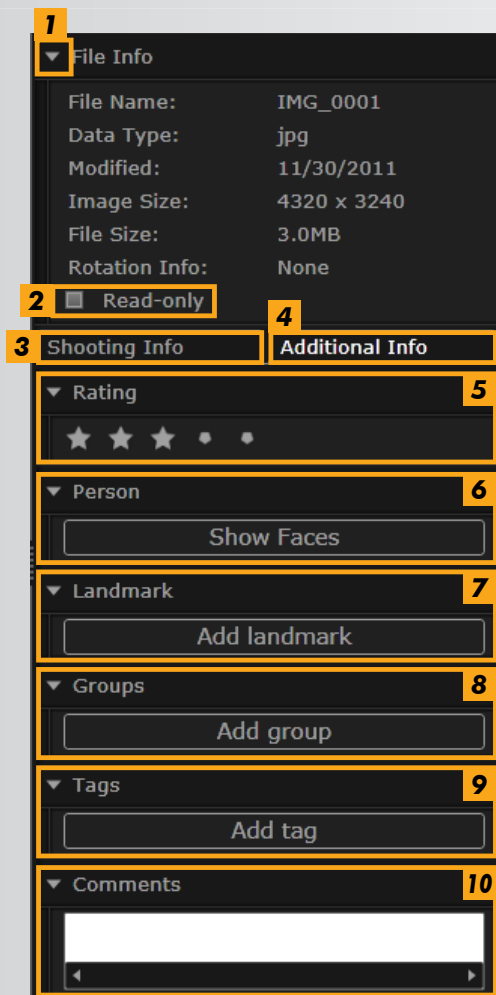 1
File Info
File Name: IMG_0001
Data Type: jpg
Modified: 11/30/2011
Image Size: 4320 x 3240
File Size: 3.0MB
Rotation Info: None
2 Read-only
4
3 Shooting Info Additional Info
Rating 5
Person 6
Show Faces
Landmark 7
Add landmark
Groups 8
Add group
Tags 9
Add tag
Comments 10